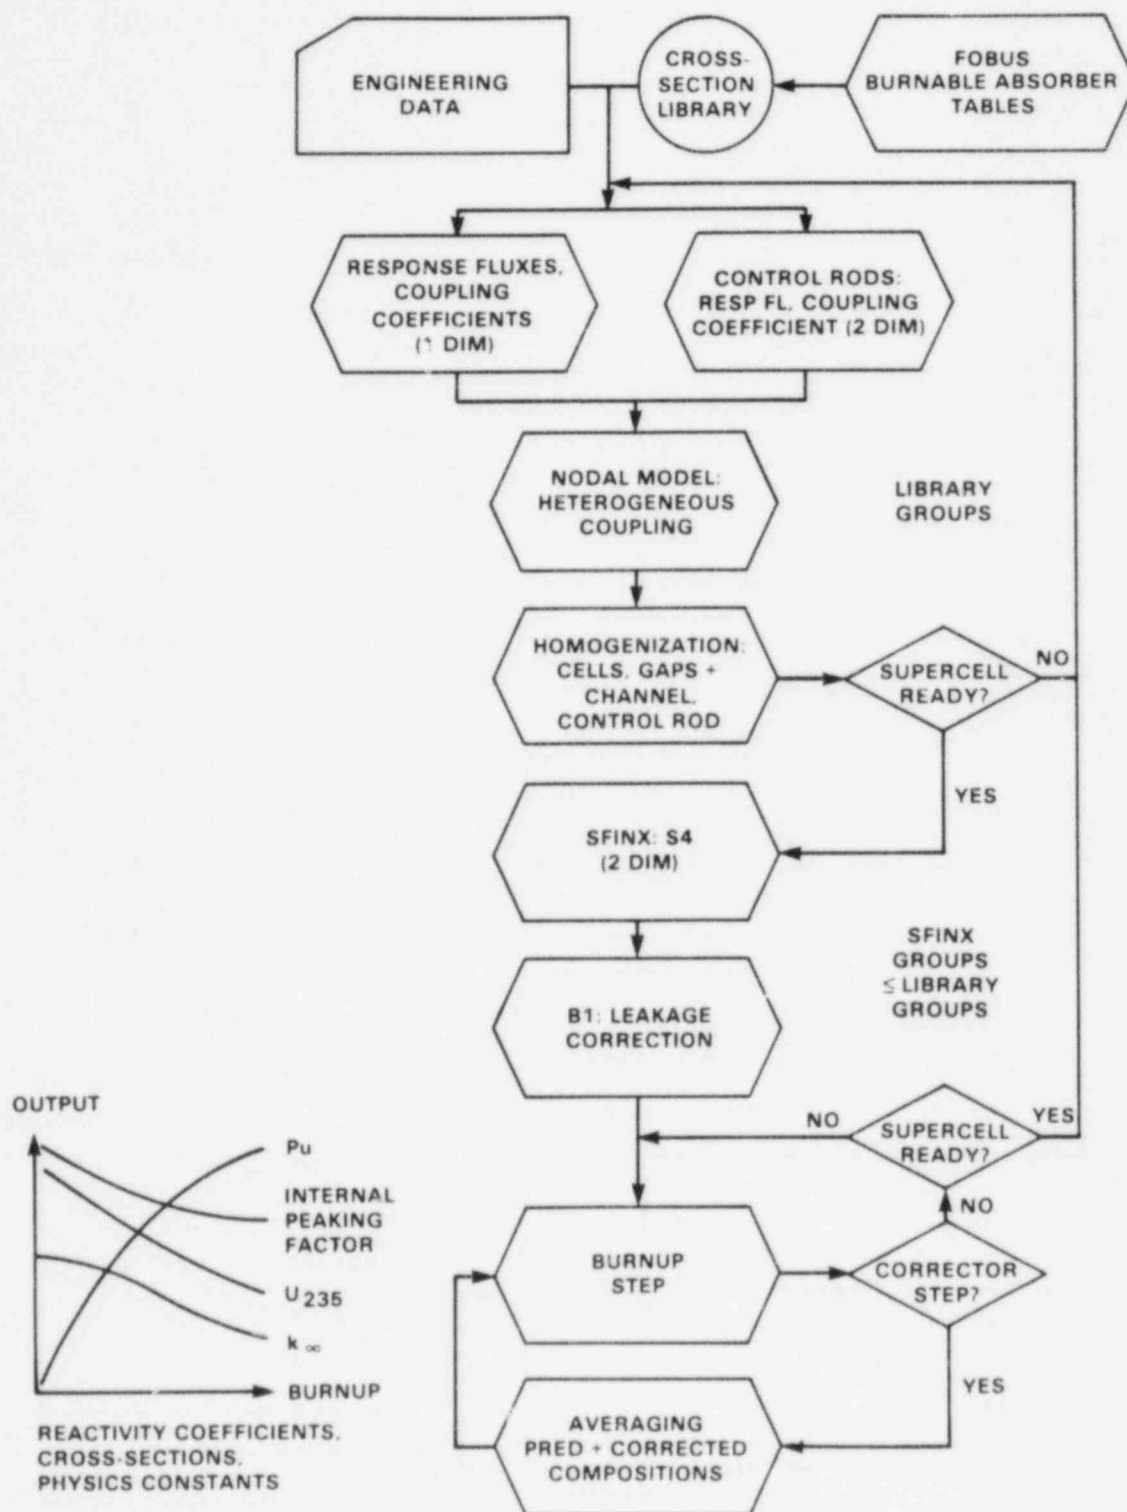 ENGINEERING
DATA
CROSS-
SECTION
LIBRARY
FOBUS
BURNABLE ABSORBER
TABLES
RESPONSE FLUXES,
COUPLING
COEFFICIENTS
(1 DIM)
CONTROL RODS:
RESP FL, COUPLING
COEFFICIENT (2 DIM)
NODAL MODEL:
HETEROGENEOUS
COUPLING
LIBRARY
GROUPS
HOMOGENIZATION:
CELLS, GAPS +
CHANNEL,
CONTROL ROD
SUPERCELL
READY?
NO
YES
SFINX: S4
(2 DIM)
SFINX
GROUPS
≤ LIBRARY
GROUPS
B1: LEAKAGE
CORRECTION
NO
SUPERCELL
READY?
YES
NO
BURNUP
STEP
CORRECTOR
STEP?
YES
AVERAGING
PRED + CORRECTED
COMPOSITIONS
OUTPUT
Pu
INTERNAL
PEAKING
FACTOR
U235
k∞
BURNUP
REACTIVITY COEFFICIENTS,
CROSS-SECTIONS,
PHYSICS CONSTANTS